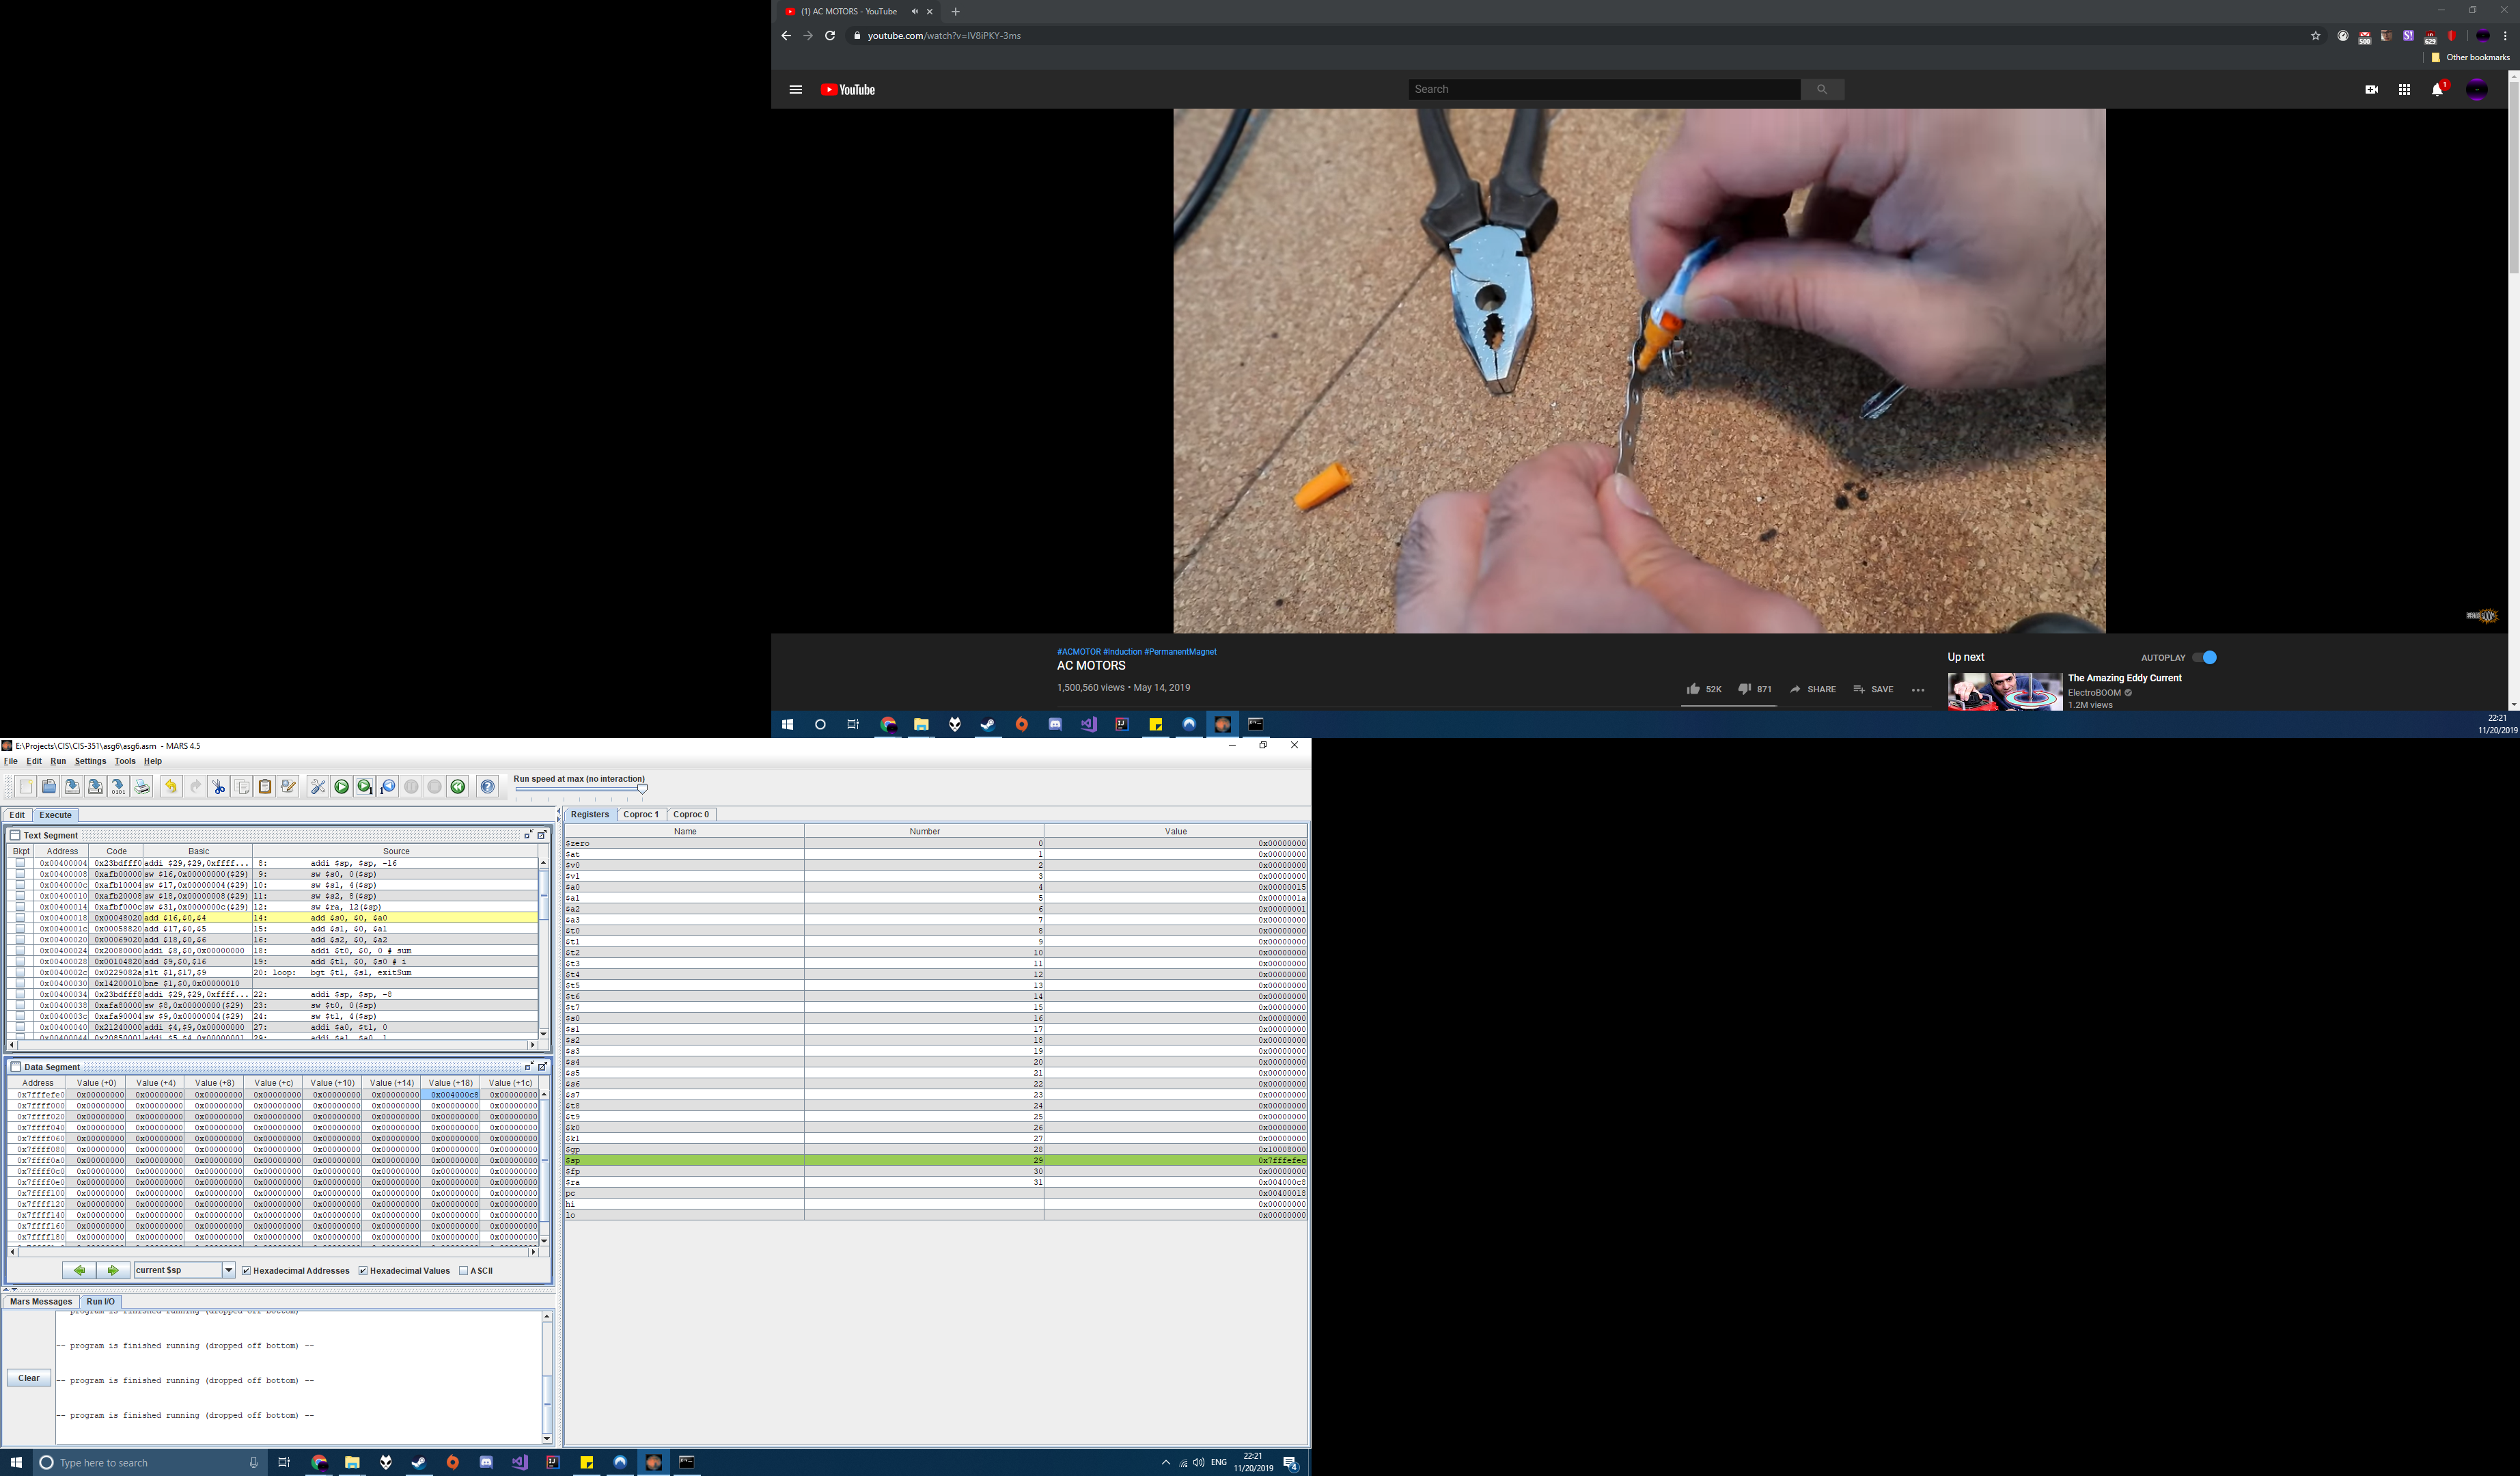 (1) AC MOTORS - YouTube
youtube.com/watch?v=IV8iPKY-3ms
500
629
Other bookmarks
YouTube
Search
1
#ACMOTOR #Induction #PermanentMagnet
AC MOTORS
1,500,560 views • May 14, 2019
52K 871 SHARE SAVE
Up next AUTOPLAY
The Amazing Eddy Current
ElectroBOOM
1.2M views
22:21
11/20/2019
E:\Projects\CIS\CIS-351\asg6\asg6.asm - MARS 4.5
File Edit Run Settings Tools Help
Run speed at max (no interaction)
Edit Execute
Text Segment
Bkpt Address Code Basic Source
0x00400004 0x23bdfff0 addi $29,$29,0xffff... 8: addi $sp, $sp, -16
0x00400008 0xafb00000 sw $16,0x00000000($29) 9: sw $s0, 0($sp)
0x0040000c 0xafb10004 sw $17,0x00000004($29) 10: sw $s1, 4($sp)
0x00400010 0xafb20008 sw $18,0x00000008($29) 11: sw $s2, 8($sp)
0x00400014 0xafbf000c sw $31,0x0000000c($29) 12: sw $ra, 12($sp)
0x00400018 0x00048020 add $16,$0,$4 14: add $s0, $0, $a0
0x0040001c 0x00058820 add $17,$0,$5 15: add $s1, $0, $a1
0x00400020 0x00069020 add $18,$0,$6 16: add $s2, $0, $a2
0x00400024 0x20080000 addi $8,$0,0x00000000 18: addi $t0, $0, 0 # sum
0x00400028 0x00104820 add $9,$0,$16 19: add $t1, $0, $s0 # i
0x0040002c 0x0229082a slt $1,$17,$9 20: loop: bgt $t1, $s1, exitSum
0x00400030 0x14200010 bne $1,$0,0x00000010
0x00400034 0x23bdfff8 addi $29,$29,0xffff... 22: addi $sp, $sp, -8
0x00400038 0xafa80000 sw $8,0x00000000($29) 23: sw $t0, 0($sp)
0x0040003c 0xafa90004 sw $9,0x00000004($29) 24: sw $t1, 4($sp)
0x00400040 0x21240000 addi $4,$9,0x00000000 27: addi $a0, $t1, 0
0x00400044 0x20850001 addi $5,$4,0x00000001 29: addi $a1, $a0, 1
Data Segment
Address Value (+0) Value (+4) Value (+8) Value (+c) Value (+10) Value (+14) Value (+18) Value (+1c)
0x7fffefe0 0x00000000 0x00000000 0x00000000 0x00000000 0x00000000 0x00000000 0x004000c8 0x00000000
0x7ffff000 0x00000000 0x00000000 0x00000000 0x00000000 0x00000000 0x00000000 0x00000000 0x00000000
0x7ffff020 0x00000000 0x00000000 0x00000000 0x00000000 0x00000000 0x00000000 0x00000000 0x00000000
0x7ffff040 0x00000000 0x00000000 0x00000000 0x00000000 0x00000000 0x00000000 0x00000000 0x00000000
0x7ffff060 0x00000000 0x00000000 0x00000000 0x00000000 0x00000000 0x00000000 0x00000000 0x00000000
0x7ffff080 0x00000000 0x00000000 0x00000000 0x00000000 0x00000000 0x00000000 0x00000000 0x00000000
0x7ffff0a0 0x00000000 0x00000000 0x00000000 0x00000000 0x00000000 0x00000000 0x00000000 0x00000000
0x7ffff0c0 0x00000000 0x00000000 0x00000000 0x00000000 0x00000000 0x00000000 0x00000000 0x00000000
0x7ffff0e0 0x00000000 0x00000000 0x00000000 0x00000000 0x00000000 0x00000000 0x00000000 0x00000000
0x7ffff100 0x00000000 0x00000000 0x00000000 0x00000000 0x00000000 0x00000000 0x00000000 0x00000000
0x7ffff120 0x00000000 0x00000000 0x00000000 0x00000000 0x00000000 0x00000000 0x00000000 0x00000000
0x7ffff140 0x00000000 0x00000000 0x00000000 0x00000000 0x00000000 0x00000000 0x00000000 0x00000000
0x7ffff160 0x00000000 0x00000000 0x00000000 0x00000000 0x00000000 0x00000000 0x00000000 0x00000000
0x7ffff180 0x00000000 0x00000000 0x00000000 0x00000000 0x00000000 0x00000000 0x00000000 0x00000000
current $sp Hexadecimal Addresses Hexadecimal Values ASCII
Mars Messages Run I/O
program is finished running (dropped off bottom)
-- program is finished running (dropped off bottom) --
-- program is finished running (dropped off bottom) --
-- program is finished running (dropped off bottom) --
Clear
Registers Coproc 1 Coproc 0
Name Number Value
$zero 0 0x00000000
$at 1 0x00000000
$v0 2 0x00000000
$v1 3 0x00000000
$a0 4 0x00000015
$a1 5 0x0000001a
$a2 6 0x00000001
$a3 7 0x00000000
$t0 8 0x00000000
$t1 9 0x00000000
$t2 10 0x00000000
$t3 11 0x00000000
$t4 12 0x00000000
$t5 13 0x00000000
$t6 14 0x00000000
$t7 15 0x00000000
$s0 16 0x00000000
$s1 17 0x00000000
$s2 18 0x00000000
$s3 19 0x00000000
$s4 20 0x00000000
$s5 21 0x00000000
$s6 22 0x00000000
$s7 23 0x00000000
$t8 24 0x00000000
$t9 25 0x00000000
$k0 26 0x00000000
$k1 27 0x00000000
$gp 28 0x10008000
$sp 29 0x7fffefec
$fp 30 0x00000000
$ra 31 0x004000c8
pc 0x00400018
hi 0x00000000
lo 0x00000000
Type here to search
ENG
22:21
11/20/2019
4